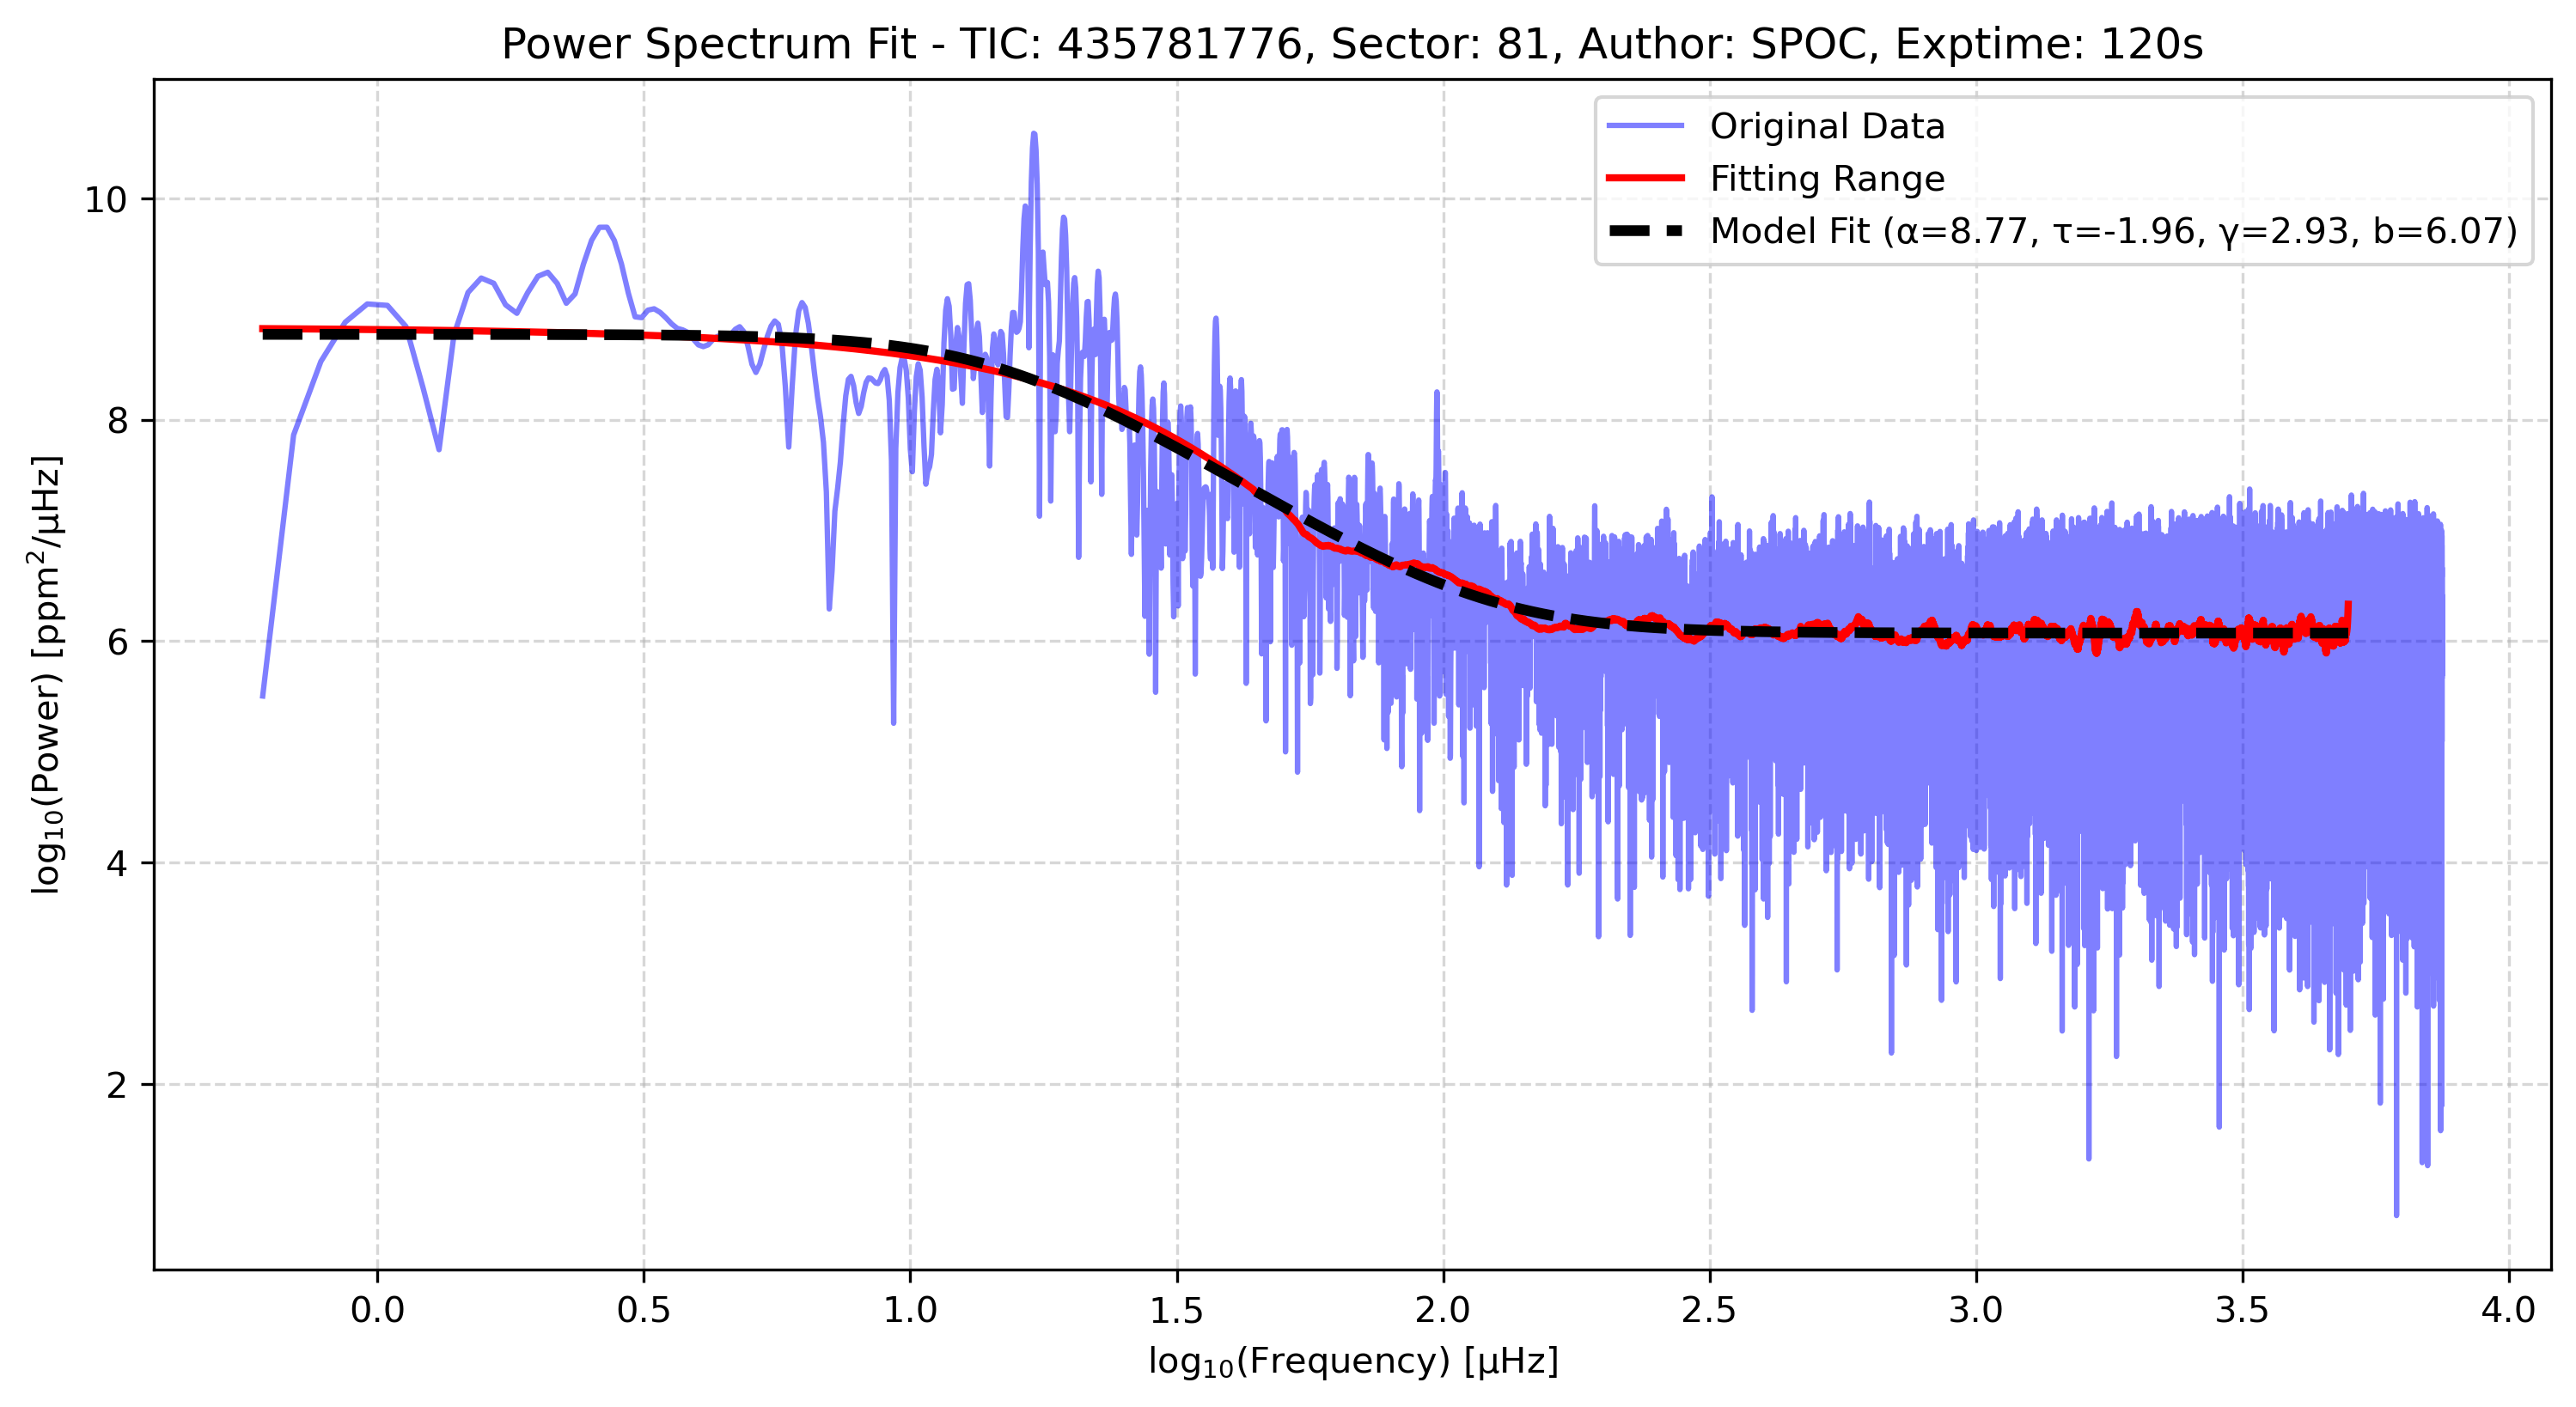 Power Spectrum Fit - TIC: 435781776, Sector: 81, Author: SPOC, Exptime: 120s
Original Data
Fitting Range
Model Fit (α=8.77, τ=-1.96, γ=2.93, b=6.07)
log₁₀(Power) [ppm²/µHz]
10
8
6
4
2
0.0 0.5 1.0 1.5 2.0 2.5 3.0 3.5 4.0
log₁₀(Frequency) [µHz]